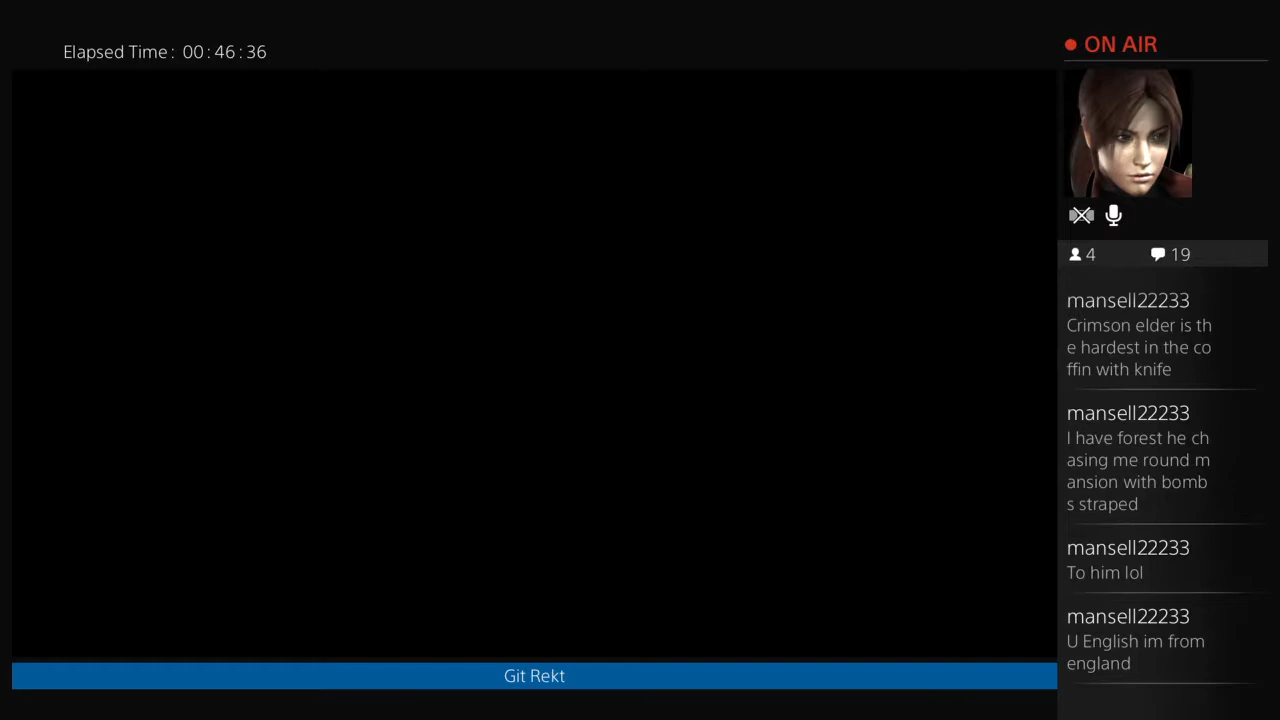 Elapsed Time: 00:46:36
ON AIR
4 19
mansell22233
Crimson elder is th
e hardest in the co
ffin with knife
mansell22233
I have forest he ch
asing me round m
ansion with bomb
s straped
mansell22233
To him lol
mansell22233
U English im from
england
Git Rekt